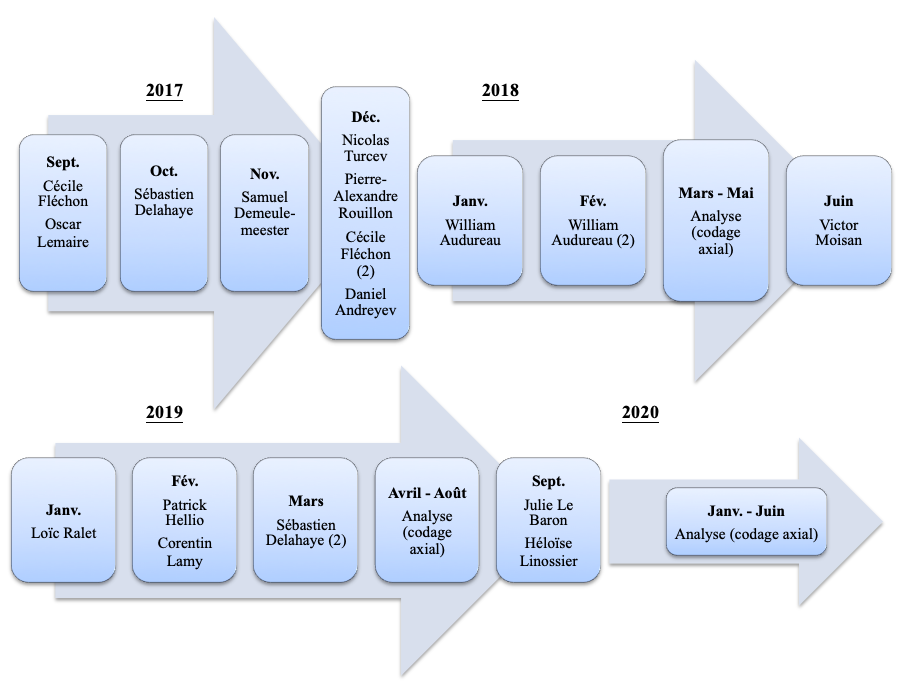 2017
Sept.
Cécile
Fléchon
Oscar
Lemaire
Oct.
Sébastien
Delahaye
Nov.
Samuel
Demeule-
meester
Déc.
Nicolas
Turcev
Pierre-
Alexandre
Rouillon
Cécile
Fléchon
(2)
Daniel
Andreyev
2018
Janv.
William
Audureau
Fév.
William
Audureau (2)
Mars - Mai
Analyse
(codage
axial)
Juin
Victor
Moisan
2019
Janv.
Loïc Ralet
Fév.
Patrick
Hellio
Corentin
Lamy
Mars
Sébastien
Delahaye (2)
Avril - Août
Analyse
(codage
axial)
Sept.
Julie Le
Baron
Héloïse
Linossier
2020
Janv. - Juin
Analyse (codage axial)